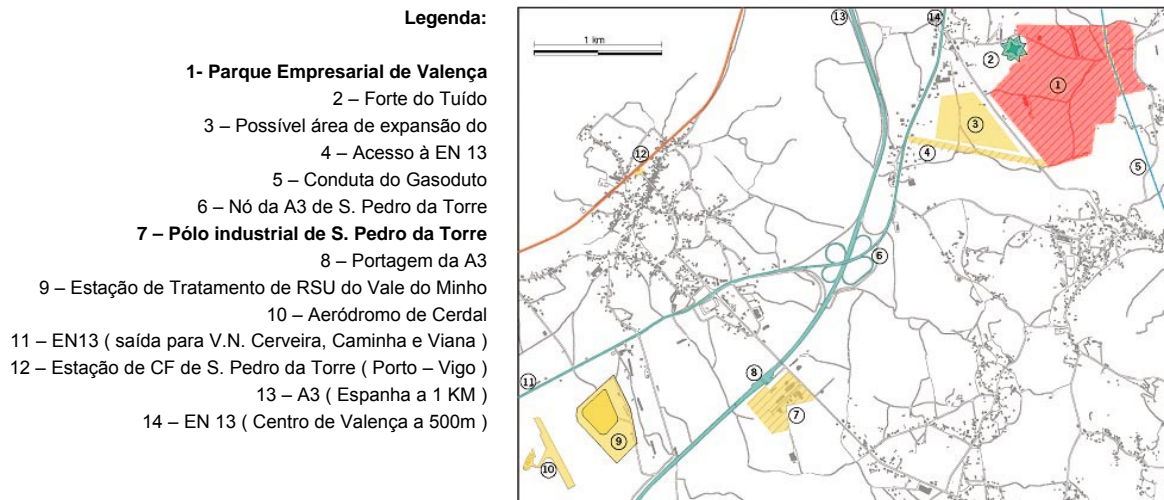 Legenda:
1- Parque Empresarial de Valença
2 – Forte do Tuído
3 – Possível área de expansão do
4 – Acesso à EN 13
5 – Conduta do Gasoduto
6 – Nó da A3 de S. Pedro da Torre
7 – Pólo industrial de S. Pedro da Torre
8 – Portagem da A3
9 – Estação de Tratamento de RSU do Vale do Minho
10 – Aeródromo de Cerdal
11 – EN13 ( saída para V.N. Cerveira, Caminha e Viana )
12 – Estação de CF de S. Pedro da Torre ( Porto – Vigo )
13 – A3 ( Espanha a 1 KM )
14 – EN 13 ( Centro de Valença a 500m )
13
14
1 km
2
1
3
4
12
5
6
8
11
7
9
10